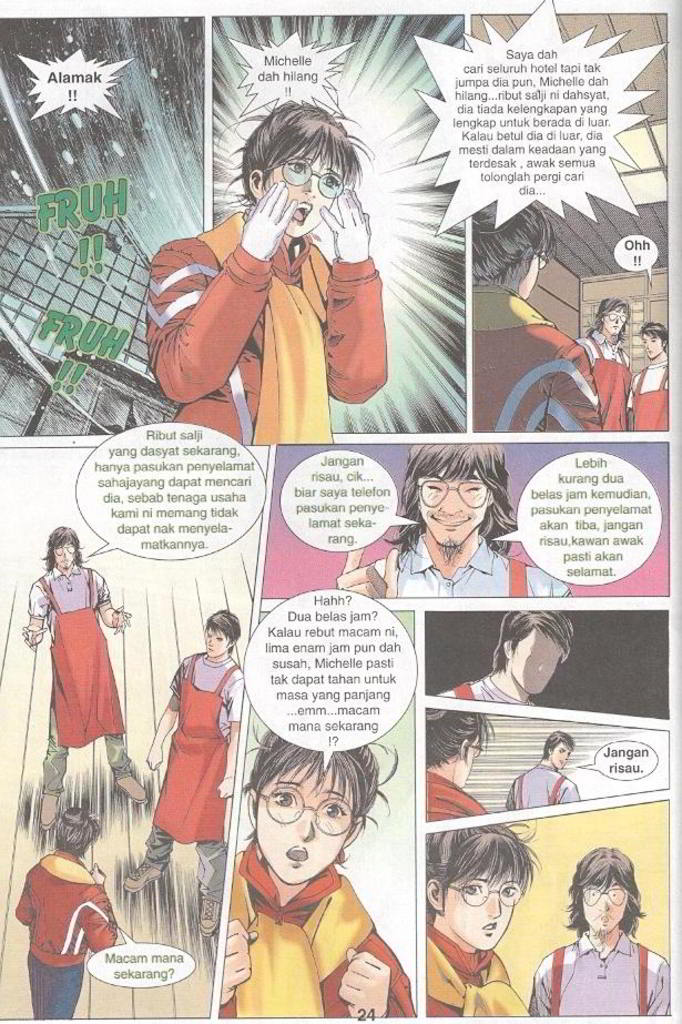 Alamak
!!
FRUH
!!
FRUH
!!
Michelle
dah hilang
!!
Saya dah
cari seluruh hotel tapi tak
jumpa dia pun, Michelle dah
hilang...ribut salji ni dahsyat,
dia tiada kelengkapan yang
lengkap untuk berada di luar.
Kalau betul dia di luar, dia
mesti dalam keadaan yang
terdesak , awak semua
tolonglah pergi cari
dia...
Ohh
!!
Ribut salji
yang dasyat sekarang,
hanya pasukan penyelamat
sahajayang dapat mencari
dia, sebab tenaga usaha
kami ni memang tidak
dapat nak menyela-
matkannya.
Macam mana
sekarang?
Jangan
risau, cik...
biar saya telefon
pasukan penye-
lamat seka-
rang.
Lebih
kurang dua
belas jam kemudian,
pasukan penyelamat
akan tiba, jangan
risau,kawan awak
pasti akan
selamat.
Hahh?
Dua belas jam?
Kalau rebut macam ni,
lima enam jam pun dah
susah, Michelle pasti
tak dapat tahan untuk
masa yang panjang
...emm...macam
mana sekarang
!?
Jangan
risau.
24